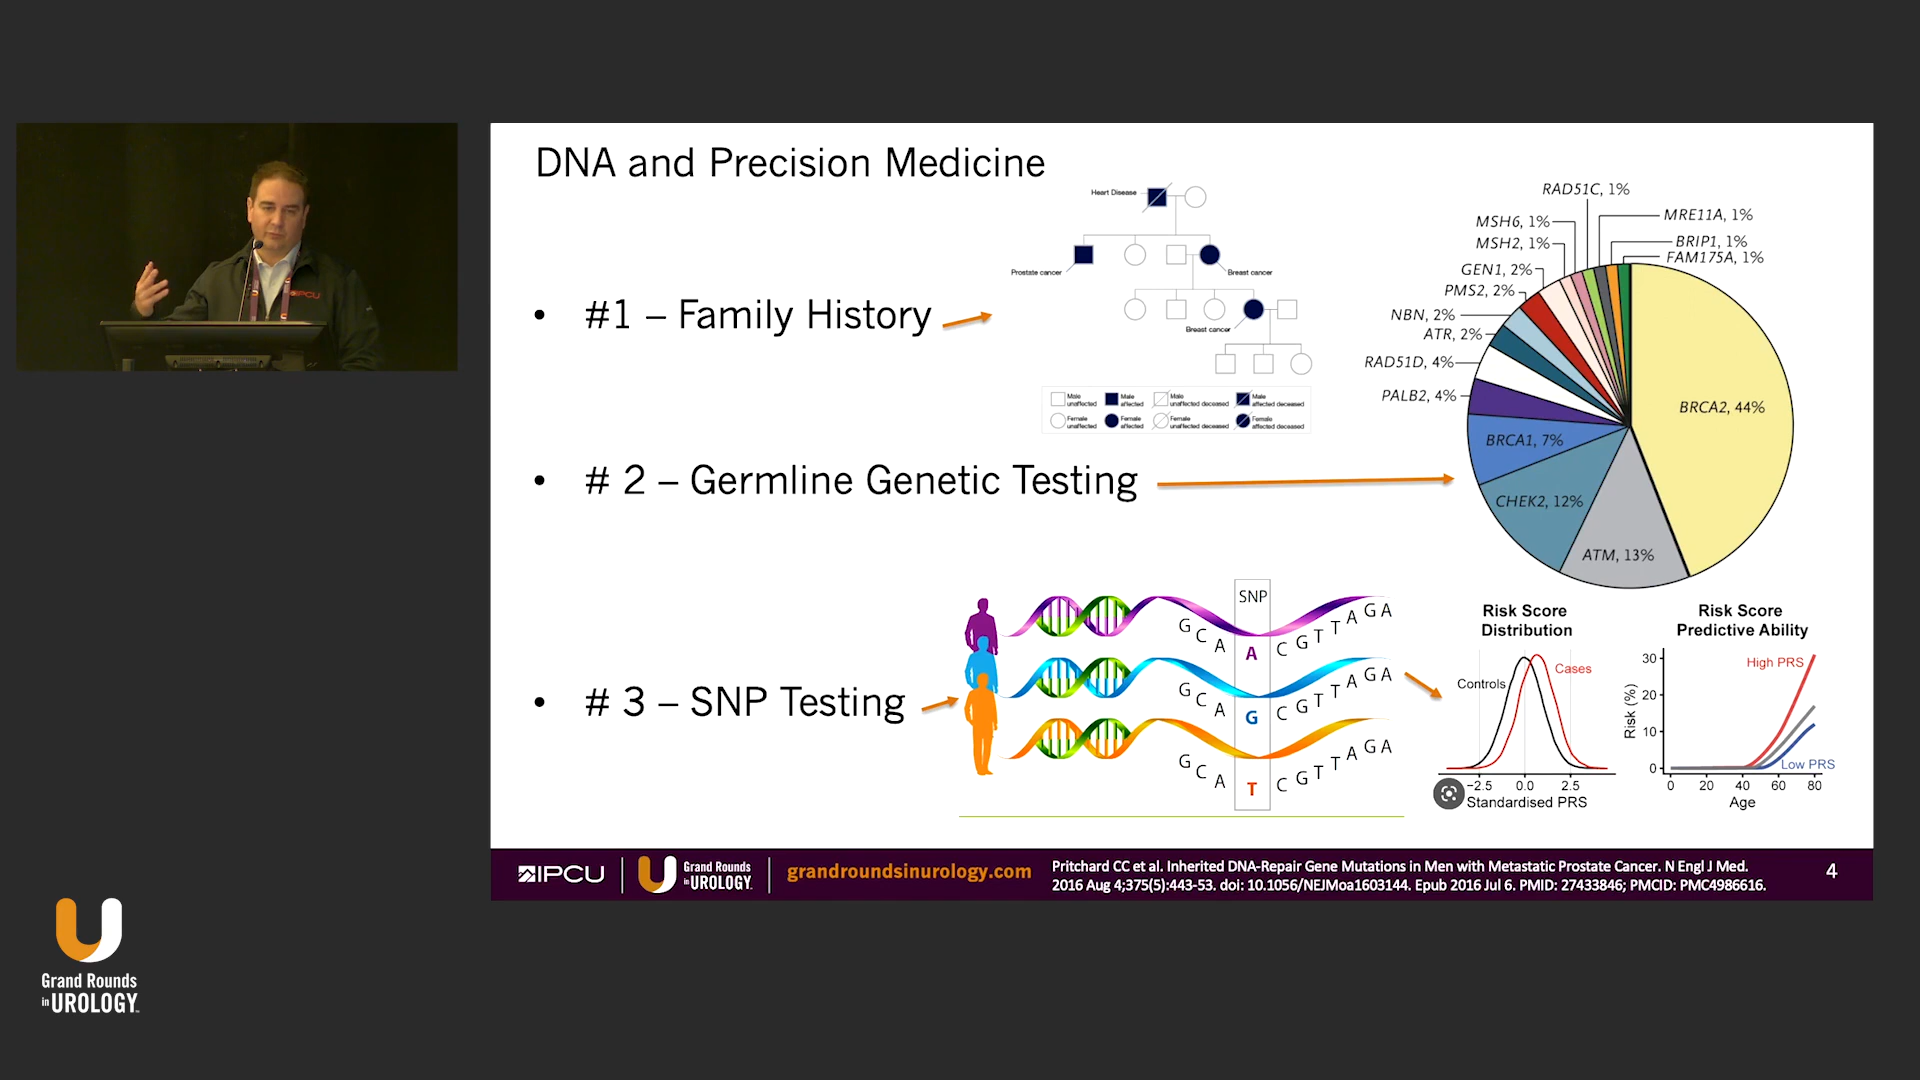 DNA and Precision Medicine
• #1 – Family History
• # 2 – Germline Genetic Testing
• # 3 – SNP Testing
Heart Disease
Prostate cancer
Breast cancer
Breast cancer
Male unaffected
Male affected
Male unaffected deceased
Male affected deceased
Female unaffected
Female affected
Female unaffected deceased
Female affected deceased
RAD51C, 1%
MRE11A, 1%
MSH6, 1%
BRIP1, 1%
MSH2, 1%
FAM175A, 1%
GEN1, 2%
PMS2, 2%
NBN, 2%
ATR, 2%
RAD51D, 4%
PALB2, 4%
BRCA2, 44%
BRCA1, 7%
CHEK2, 12%
ATM, 13%
SNP
G C A A C G T T A G A
G C A G C G T T A G A
G C A T C G T T A G A
Risk Score
Distribution
Controls
Cases
−2.5 0.0 2.5
Standardised PRS
Risk Score
Predictive Ability
High PRS
Low PRS
Risk (%)
30
20
10
0
0 20 40 60 80
Age
IPCU
Grand Rounds
in UROLOGY
grandroundsinurology.com
Pritchard CC et al. Inherited DNA-Repair Gene Mutations in Men with Metastatic Prostate Cancer. N Engl J Med.
2016 Aug 4;375(5):443-53. doi: 10.1056/NEJMoa1603144. Epub 2016 Jul 6. PMID: 27433846; PMCID: PMC4986616.
4
IPCU
Grand Rounds
in UROLOGY